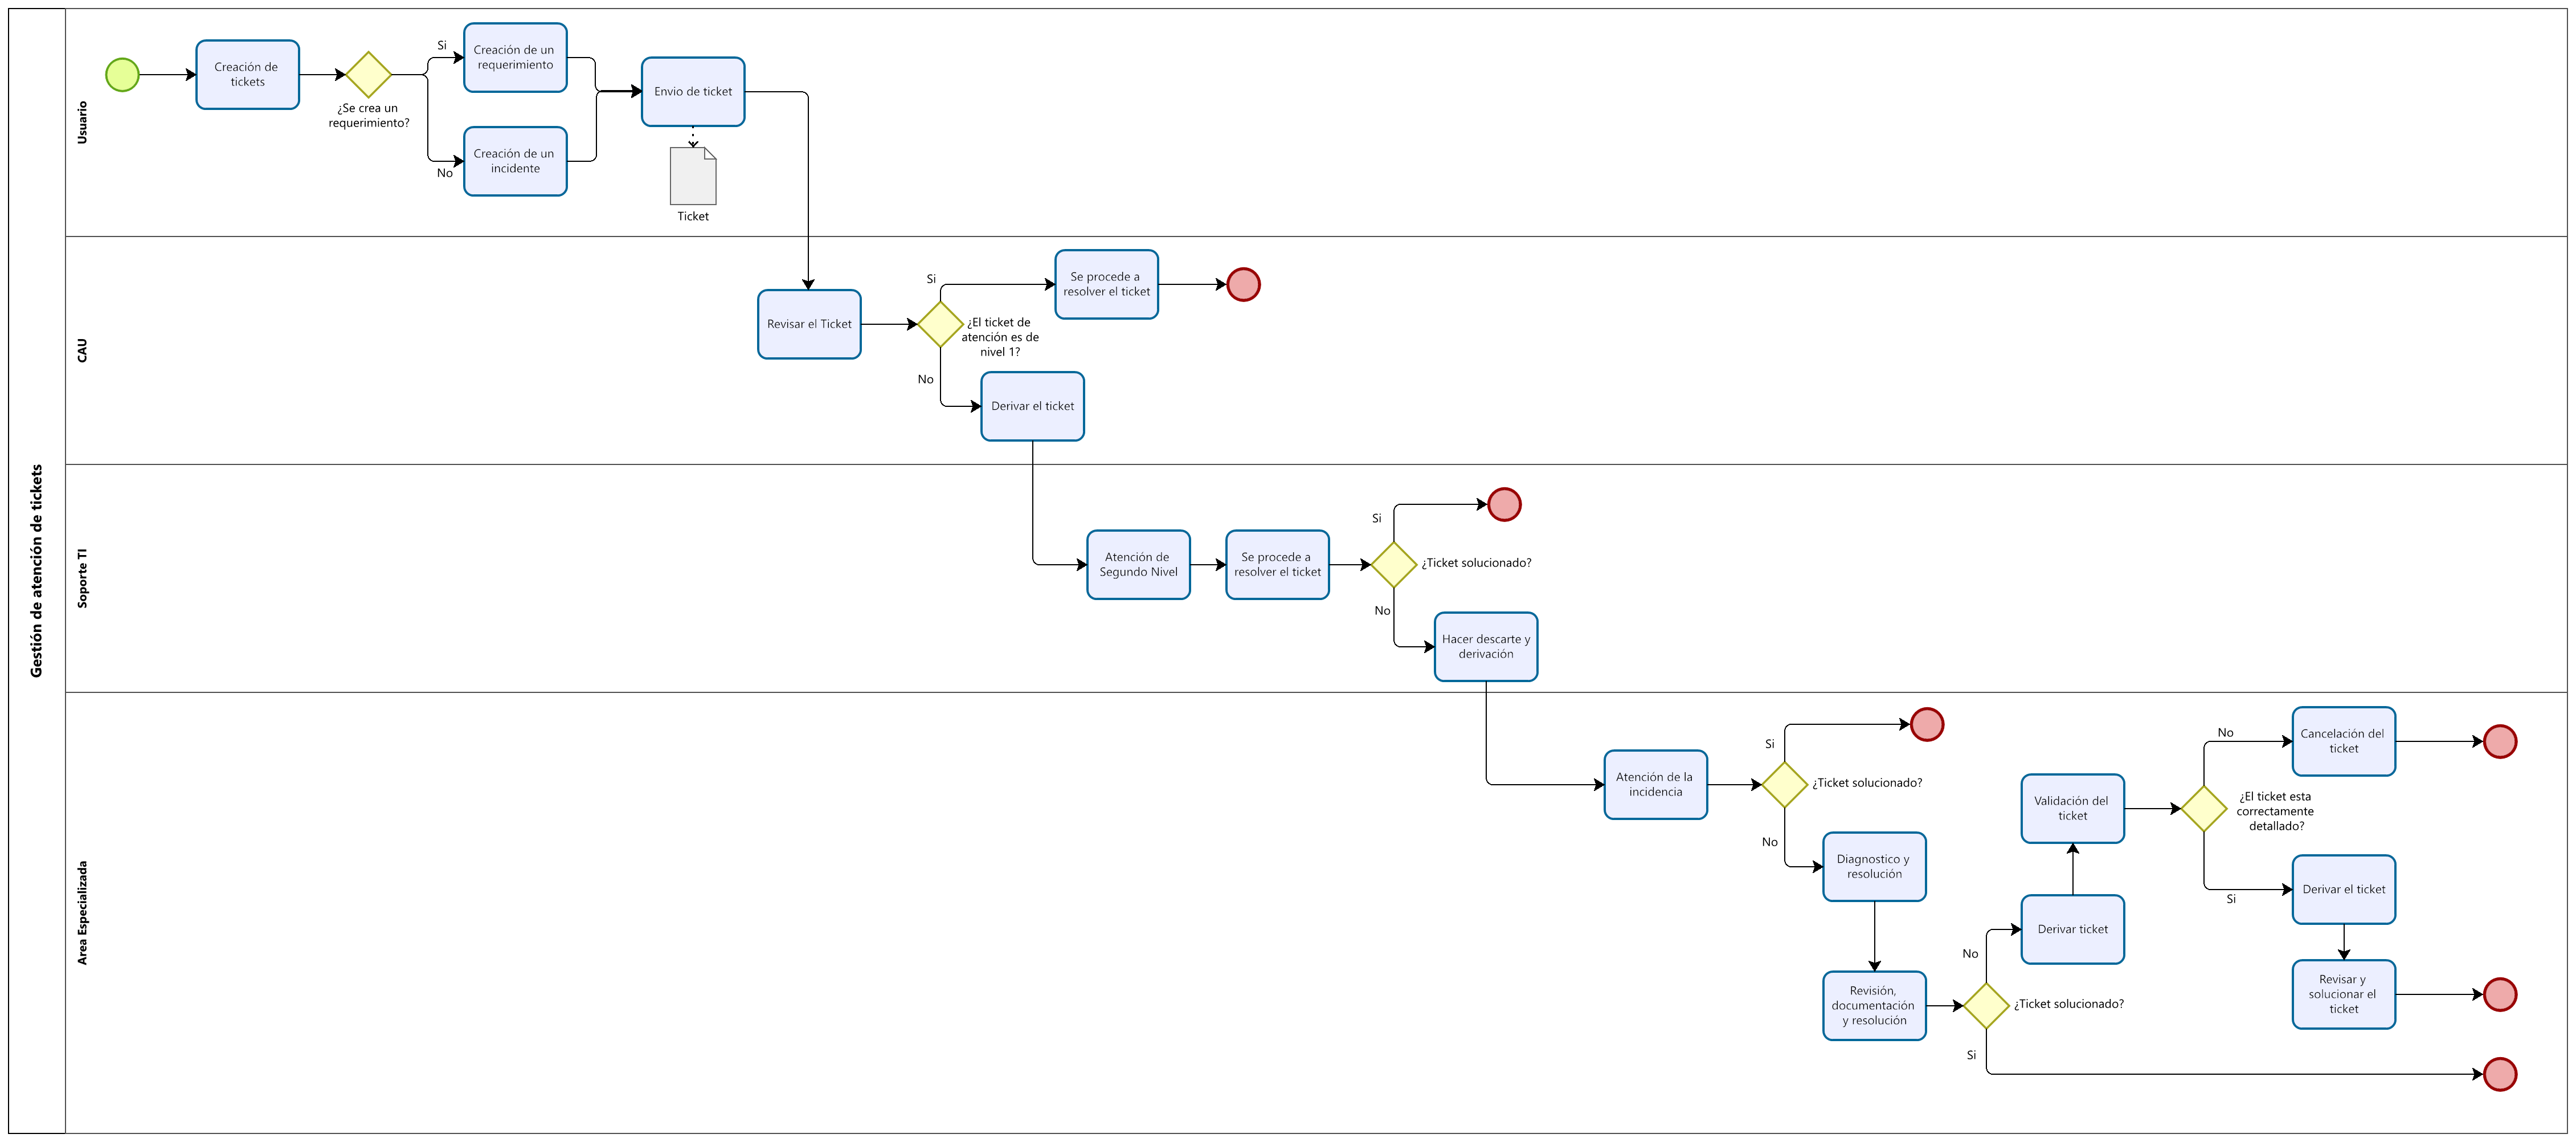 Gestión de atención de tickets
Usuario
Creación de
tickets
¿Se crea un
requerimiento?
Si
No
Creación de un
requerimiento
Creación de un
incidente
Envio de ticket
Ticket
CAU
Revisar el Ticket
¿El ticket de
atención es de
nivel 1?
Si
No
Se procede a
resolver el ticket
Derivar el ticket
Soporte TI
Atención de
Segundo Nivel
Se procede a
resolver el ticket
¿Ticket solucionado?
Si
No
Hacer descarte y
derivación
Area Especializada
Atención de la
incidencia
¿Ticket solucionado?
Si
No
Diagnostico y
resolución
Revisión,
documentación
y resolución
¿Ticket solucionado?
No
Si
Derivar ticket
Validación del
ticket
¿El ticket esta
correctamente
detallado?
No
Si
Cancelación del
ticket
Derivar el ticket
Revisar y
solucionar el
ticket